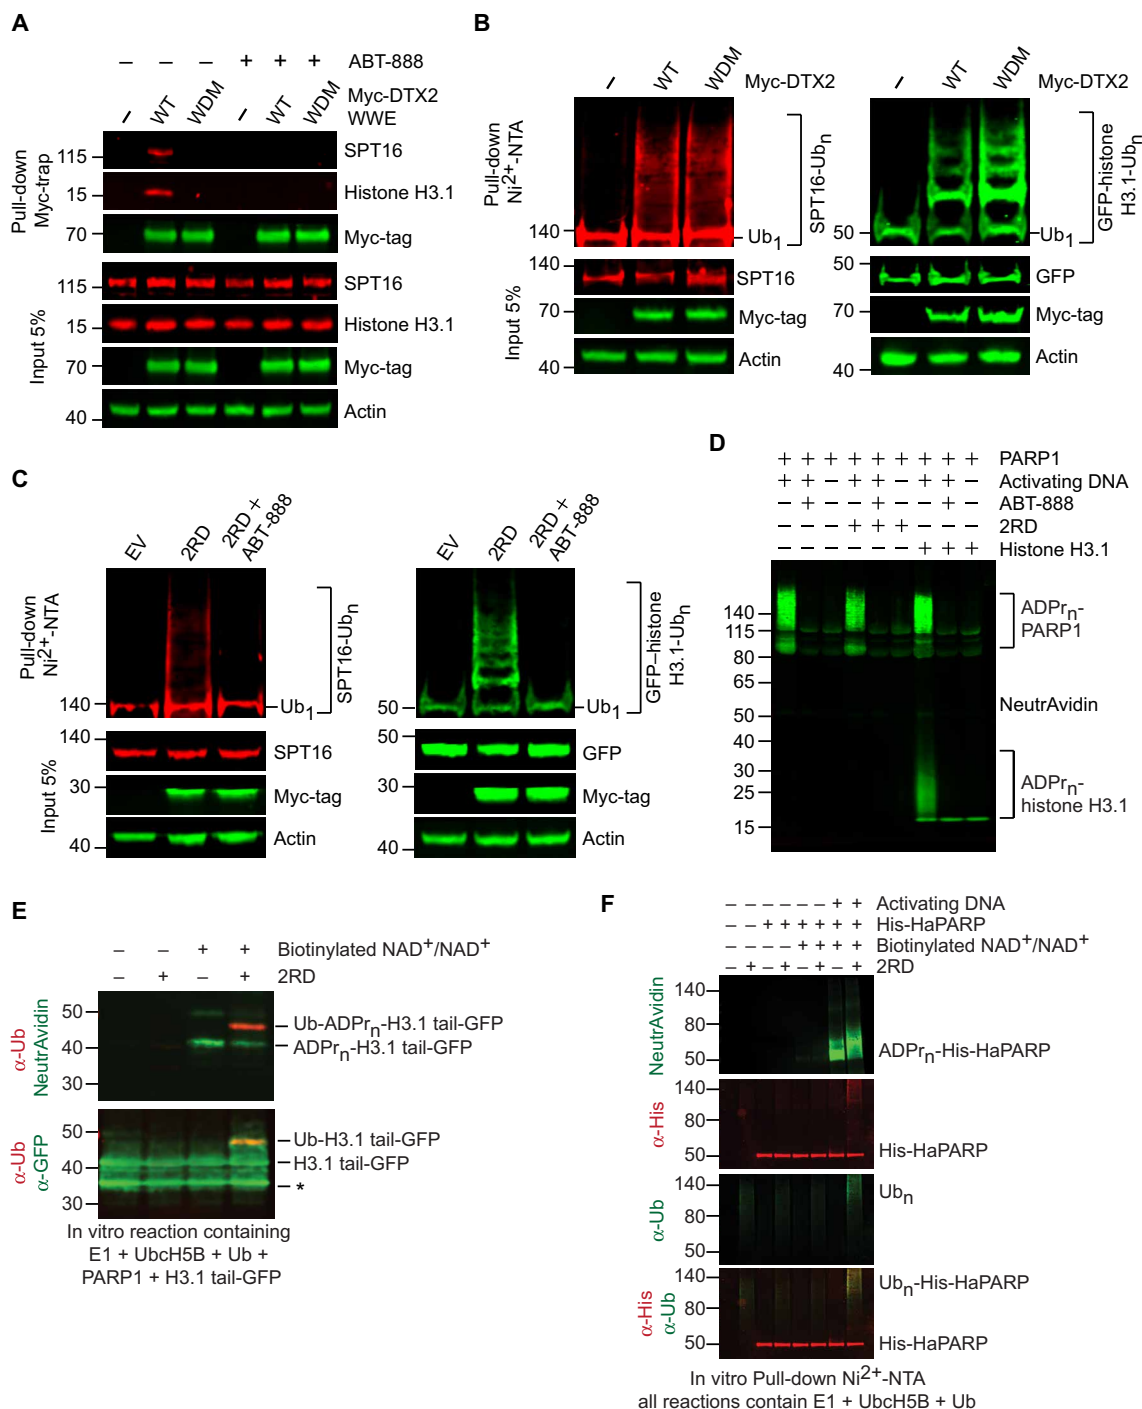 A
– – – + + + ABT-888
– WT WDM – WT WDM Myc-DTX2 WWE
Pull-down Myc-trap
115 SPT16
15 Histone H3.1
70 Myc-tag
Input 5%
115 SPT16
15 Histone H3.1
70 Myc-tag
40 Actin
B
– WT WDM Myc-DTX2
Pull-down Ni2+-NTA
140 Ub1
SPT16-Ubn
Input 5%
140 SPT16
70 Myc-tag
40 Actin
– WT WDM Myc-DTX2
50 Ub1
GFP-histone H3.1-Ubn
50 GFP
70 Myc-tag
40 Actin
C
EV 2RD 2RD + ABT-888
Pull-down Ni2+-NTA
140 Ub1
SPT16-Ubn
Input 5%
140 SPT16
30 Myc-tag
40 Actin
EV 2RD 2RD + ABT-888
50 Ub1
GFP–histone H3.1-Ubn
50 GFP
30 Myc-tag
40 Actin
D
+ + + + + + + + + PARP1
+ + – + + – + + – Activating DNA
– + – – + – – + – ABT-888
– – – + + + – – – 2RD
– – – – – – + + + Histone H3.1
140
115
80
65
50
40
30
25
15
ADPrn-PARP1
NeutrAvidin
ADPrn-histone H3.1
E
– – + + Biotinylated NAD+/NAD+
– + – + 2RD
α-Ub NeutrAvidin
50
40
30
Ub-ADPrn-H3.1 tail-GFP
ADPrn-H3.1 tail-GFP
α-Ub α-GFP
50
40
30
Ub-H3.1 tail-GFP
H3.1 tail-GFP
*
In vitro reaction containing
E1 + UbcH5B + Ub +
PARP1 + H3.1 tail-GFP
F
– – – – – – + + Activating DNA
– – + + + + + + His-HaPARP
– – – – + + + + Biotinylated NAD+/NAD+
– + – + – + – + 2RD
NeutrAvidin
140
80
50
ADPrn-His-HaPARP
α-His
140
80
50
His-HaPARP
α-Ub
140
80
50
Ubn
α-His α-Ub
140
80
50
Ubn-His-HaPARP
His-HaPARP
In vitro Pull-down Ni2+-NTA
all reactions contain E1 + UbcH5B + Ub